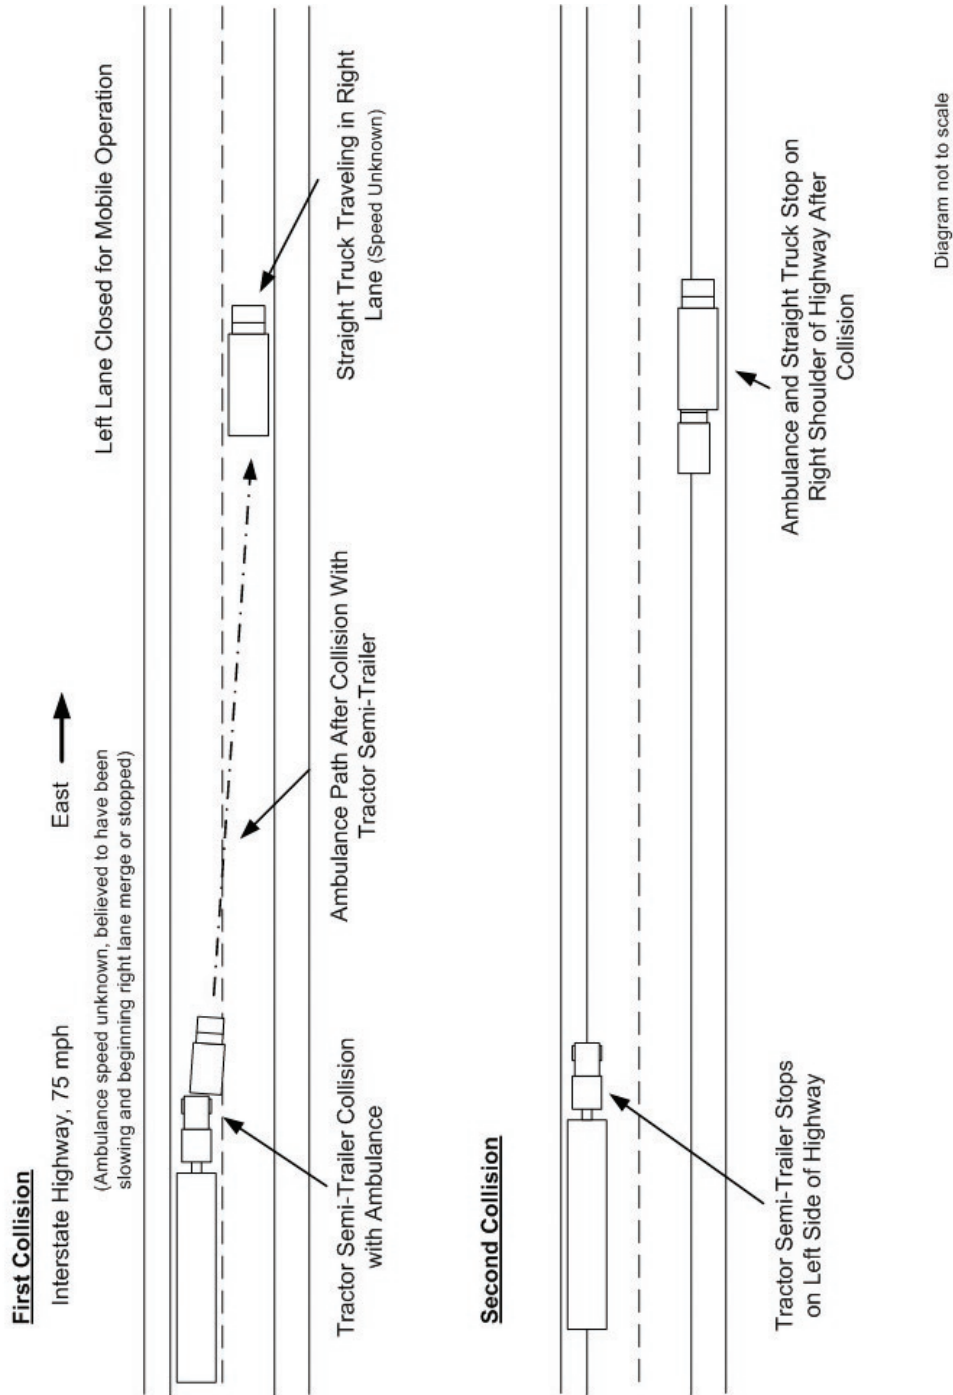 First Collision
Interstate Highway, 75 mph
East
(Ambulance speed unknown, believed to have been
slowing and beginning right lane merge or stopped)
Left Lane Closed for Mobile Operation
Tractor Semi-Trailer Collision
with Ambulance
Ambulance Path After Collision With
Tractor Semi-Trailer
Straight Truck Traveling in Right
Lane (Speed Unknown)
Second Collision
Tractor Semi-Trailer Stops
on Left Side of Highway
Ambulance and Straight Truck Stop on
Right Shoulder of Highway After
Collision
Diagram not to scale